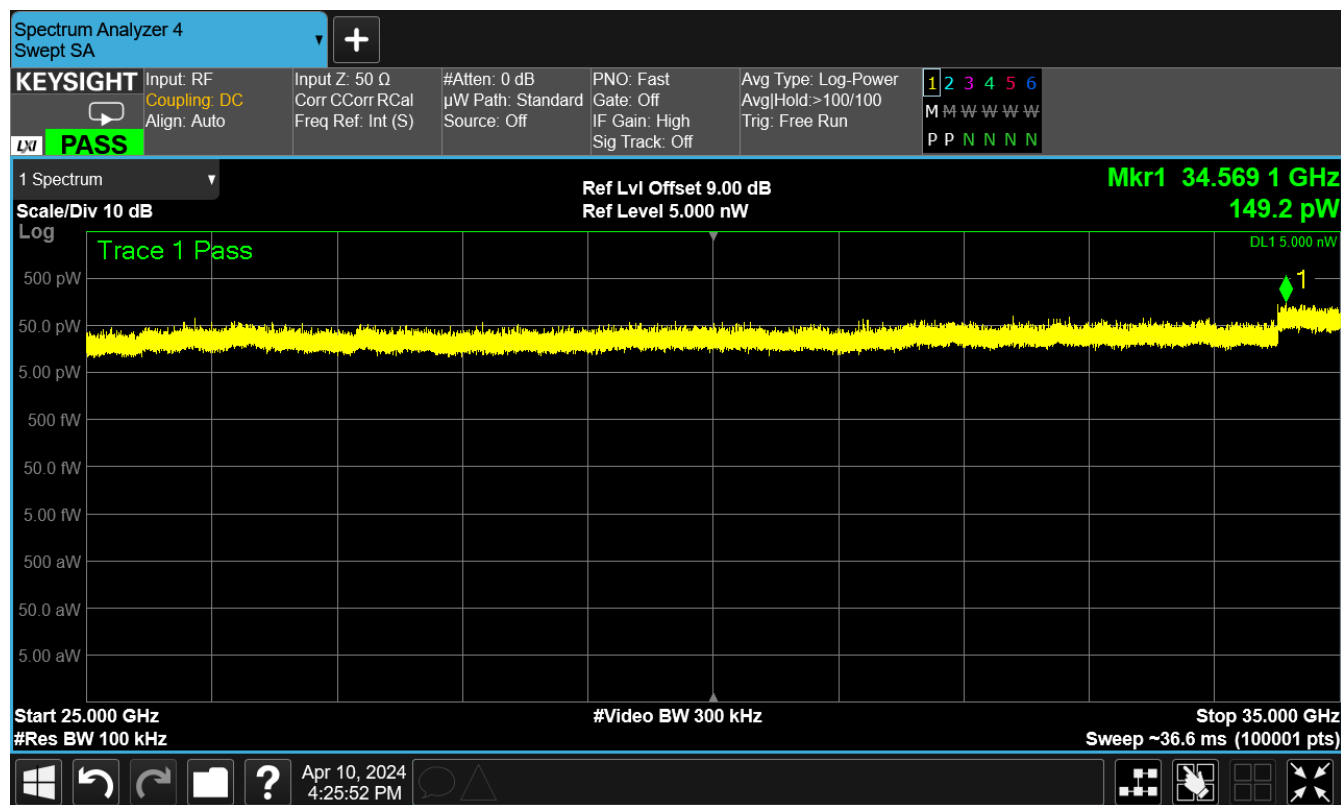 Spectrum Analyzer 4
Swept SA
+
KEYSIGHT
LXI PASS
Input: RF
Coupling: DC
Align: Auto
Input Z: 50 Ω
Corr CCorr RCal
Freq Ref: Int (S)
#Atten: 0 dB
µW Path: Standard
Source: Off
PNO: Fast
Gate: Off
IF Gain: High
Sig Track: Off
Avg Type: Log-Power
Avg|Hold:>100/100
Trig: Free Run
1 2 3 4 5 6
M M W W W W
P P N N N N
1 Spectrum
Scale/Div 10 dB
Log
Ref Lvl Offset 9.00 dB
Ref Level 5.000 nW
Mkr1 34.569 1 GHz
149.2 pW
Trace 1 Pass
DL1 5.000 nW
1
500 pW
50.0 pW
5.00 pW
500 fW
50.0 fW
5.00 fW
500 aW
50.0 aW
5.00 aW
Start 25.000 GHz
#Res BW 100 kHz
#Video BW 300 kHz
Stop 35.000 GHz
Sweep ~36.6 ms (100001 pts)
?
Apr 10, 2024
4:25:52 PM